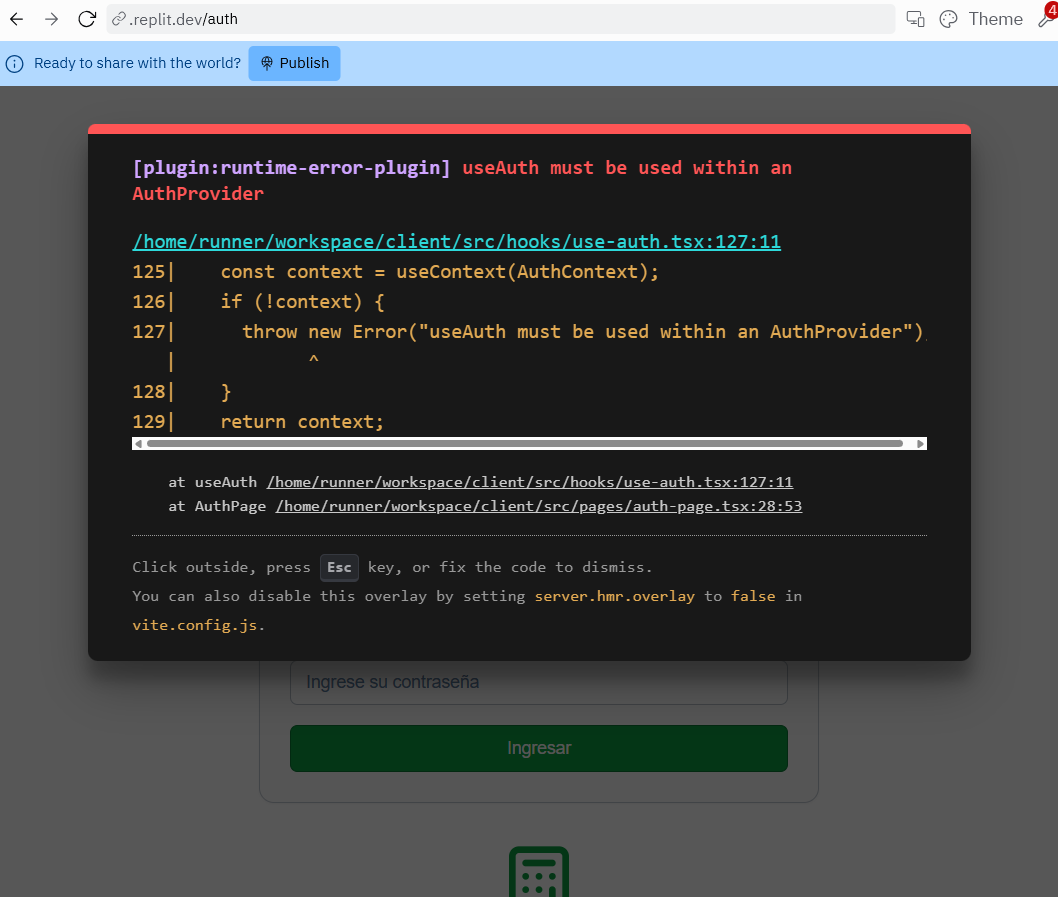 .replit.dev/auth
Theme
4
Ready to share with the world?
Publish
[plugin:runtime-error-plugin] useAuth must be used within an
AuthProvider
/home/runner/workspace/client/src/hooks/use-auth.tsx:127:11
125|    const context = useContext(AuthContext);
126|    if (!context) {
127|      throw new Error("useAuth must be used within an AuthProvider")
   |            ^
128|    }
129|    return context;
at useAuth /home/runner/workspace/client/src/hooks/use-auth.tsx:127:11
at AuthPage /home/runner/workspace/client/src/pages/auth-page.tsx:28:53
Click outside, press Esc key, or fix the code to dismiss.
You can also disable this overlay by setting server.hmr.overlay to false in
vite.config.js.
Ingrese su contraseña
Ingresar